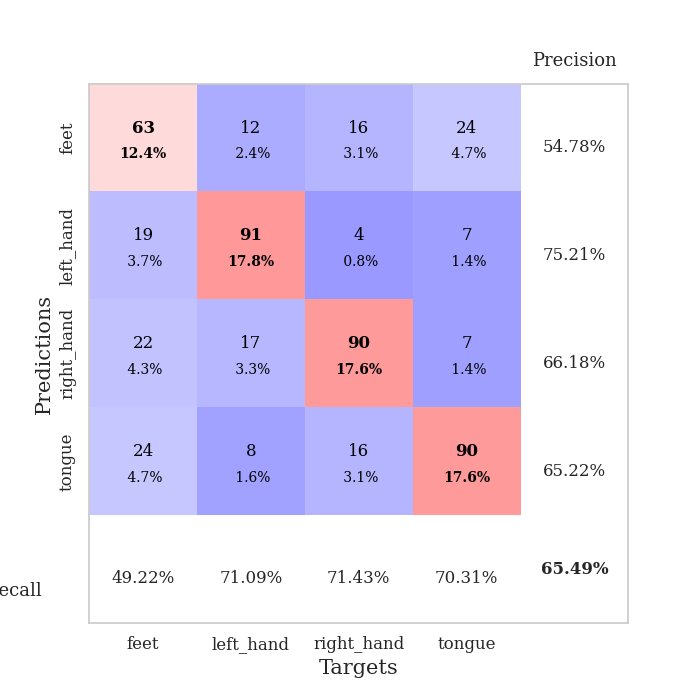 Precision
feet 63 12 16 24 54.78%
12.4% 2.4% 3.1% 4.7%
left_hand 19 91 4 7 75.21%
3.7% 17.8% 0.8% 1.4%
Predictions
right_hand 22 17 90 7 66.18%
4.3% 3.3% 17.6% 1.4%
tongue 24 8 16 90 65.22%
4.7% 1.6% 3.1% 17.6%
ecall 49.22% 71.09% 71.43% 70.31% 65.49%
feet left_hand right_hand tongue
Targets